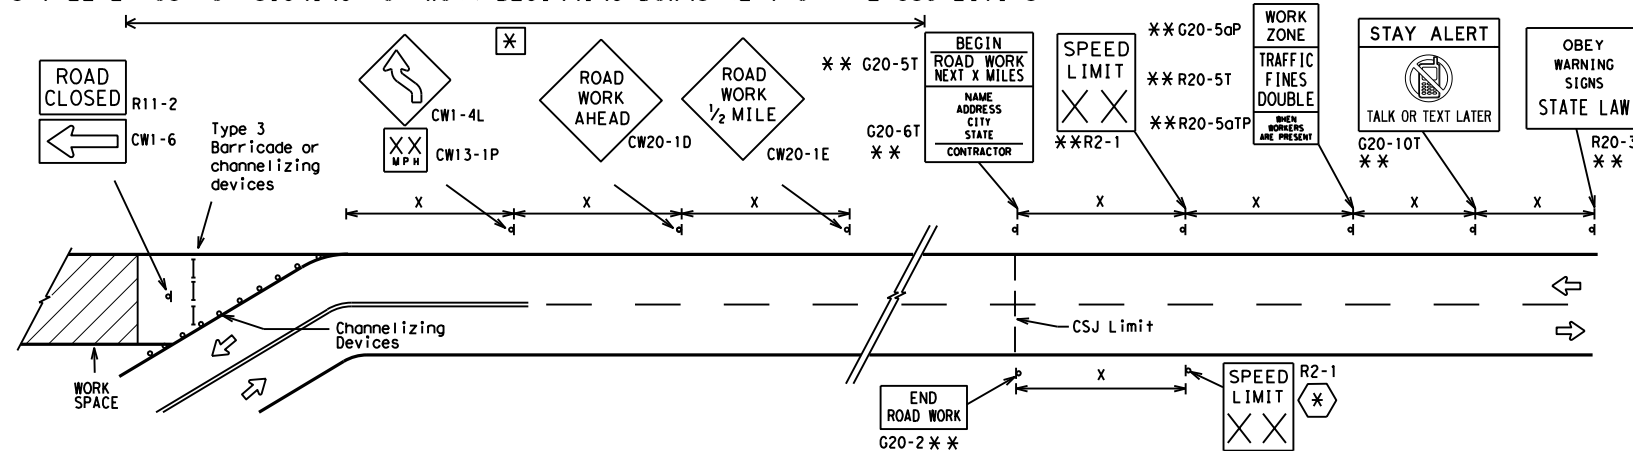 ROAD
CLOSED
R11-2
CW1-6
Type 3
Barricade or
channelizing
devices
CW1-4L
XX
MPH
CW13-1P
*
ROAD
WORK
AHEAD
CW20-1D
ROAD
WORK
1/2 MILE
CW20-1E
** G20-5T
BEGIN
ROAD WORK
NEXT X MILES
NAME
ADDRESS
CITY
STATE
CONTRACTOR
G20-6T
**
SPEED
LIMIT
XX
**R2-1
**G20-5aP
WORK
ZONE
**R20-5T
TRAFFIC
FINES
DOUBLE
**R20-5aTP
WHEN
WORKERS
ARE PRESENT
STAY ALERT
TALK OR TEXT LATER
G20-10T
**
OBEY
WARNING
SIGNS
STATE LAW
R20-3
**
X X X X X X X
Channelizing
Devices
CSJ Limit
WORK
SPACE
END
ROAD WORK
G20-2 **
X
SPEED
LIMIT
XX
R2-1
*